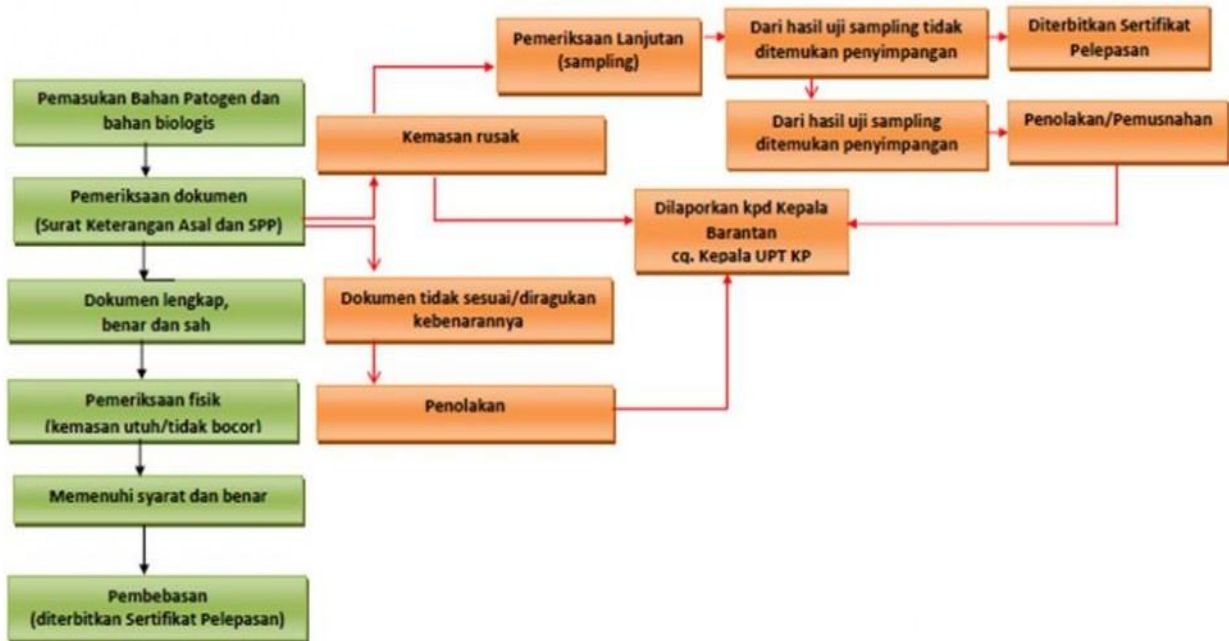 Pemasukan Bahan Patogen dan
bahan biologis
Pemeriksaan dokumen
(Surat Keterangan Asal dan SPP)
Dokumen lengkap,
benar dan sah
Pemeriksaan fisik
(kemasan utuh/tidak bocor)
Memenuhi syarat dan benar
Pembebasan
(diterbitkan Sertifikat Pelepasan)
Kemasan rusak
Pemeriksaan Lanjutan
(sampling)
Dari hasil uji sampling tidak
ditemukan penyimpangan
Diterbitkan Sertifikat
Pelepasan
Dari hasil uji sampling
ditemukan penyimpangan
Penolakan/Pemusnahan
Dilaporkan kpd Kepala
Barantan
cq. Kepala UPT KP
Dokumen tidak sesuai/diragukan
kebenarannya
Penolakan